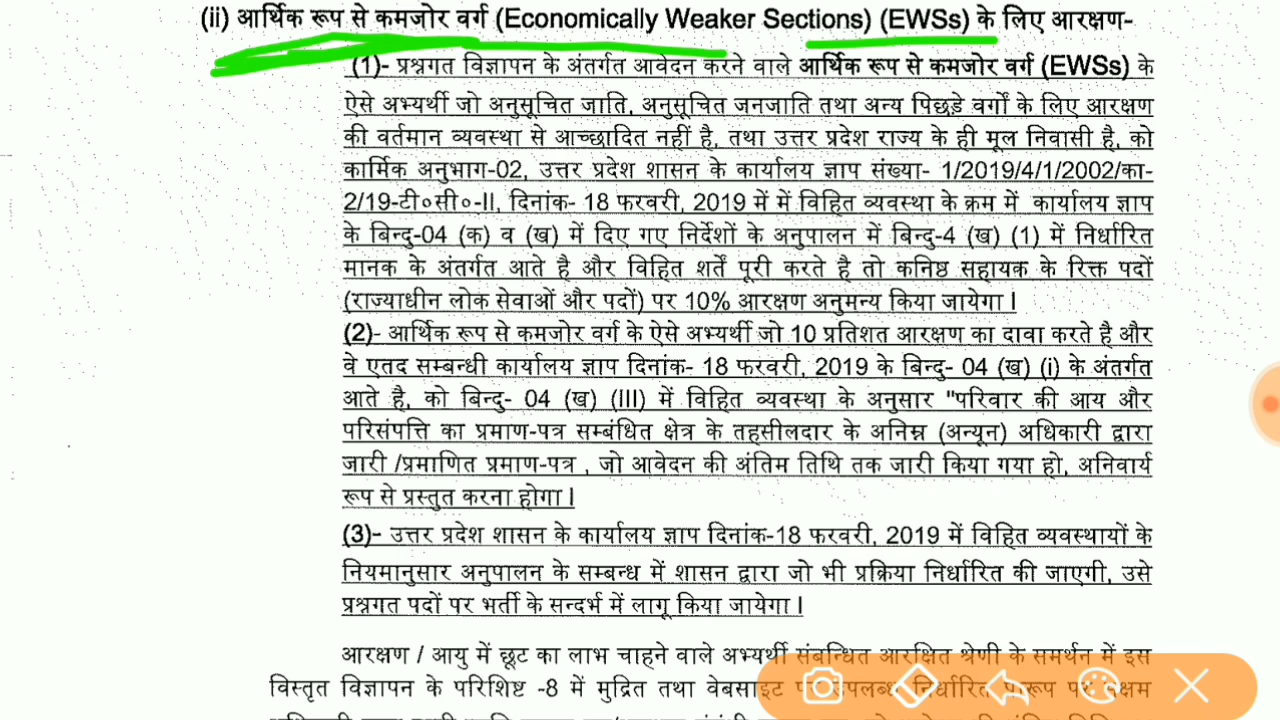 (ii) आर्थिक रूप से कमजोर वर्ग (Economically Weaker Sections) (EWSs) के लिए आरक्षण-
(1)- प्रश्नगत विज्ञापन के अंतर्गत आवेदन करने वाले आर्थिक रूप से कमजोर वर्ग (EWSs) के
ऐसे अभ्यर्थी जो अनुसूचित जाति, अनुसूचित जनजाति तथा अन्य पिछड़े वर्गों के लिए आरक्षण
की वर्तमान व्यवस्था से आच्छादित नहीं है, तथा उत्तर प्रदेश राज्य के ही मूल निवासी है, को
कार्मिक अनुभाग-02, उत्तर प्रदेश शासन के कार्यालय ज्ञाप संख्या- 1/2019/4/1/2002/का-
2/19-टी०सी०-II, दिनांक- 18 फरवरी, 2019 में में विहित व्यवस्था के क्रम में कार्यालय ज्ञाप
के बिन्दु-04 (क) व (ख) में दिए गए निर्देशों के अनुपालन में बिन्दु-4 (ख) (1) में निर्धारित
मानक के अंतर्गत आते है और विहित शर्तें पूरी करते है तो कनिष्ठ सहायक के रिक्त पदों
(राज्याधीन लोक सेवाओं और पदों) पर 10% आरक्षण अनुमन्य किया जायेगा।
(2)- आर्थिक रूप से कमजोर वर्ग के ऐसे अभ्यर्थी जो 10 प्रतिशत आरक्षण का दावा करते है और
वे एतद सम्बन्धी कार्यालय ज्ञाप दिनांक- 18 फरवरी, 2019 के बिन्दु- 04 (ख) (i) के अंतर्गत
आते है, को बिन्दु- 04 (ख) (III) में विहित व्यवस्था के अनुसार "परिवार की आय और
परिसंपत्ति का प्रमाण-पत्र सम्बंधित क्षेत्र के तहसीलदार के अनिम्न (अन्यून) अधिकारी द्वारा
जारी /प्रमाणित प्रमाण-पत्र , जो आवेदन की अंतिम तिथि तक जारी किया गया हो, अनिवार्य
रूप से प्रस्तुत करना होगा।
(3)- उत्तर प्रदेश शासन के कार्यालय ज्ञाप दिनांक-18 फरवरी, 2019 में विहित व्यवस्थायों के
नियमानुसार अनुपालन के सम्बन्ध में शासन द्वारा जो भी प्रक्रिया निर्धारित की जाएगी, उसे
प्रश्नगत पदों पर भर्ती के सन्दर्भ में लागू किया जायेगा।
आरक्षण / आयु में छूट का लाभ चाहने वाले अभ्यर्थी संबन्धित आरक्षित श्रेणी के समर्थन में इस
विस्तृत विज्ञापन के परिशिष्ट -8 में मुद्रित तथा वेबसाइट निर्धारित